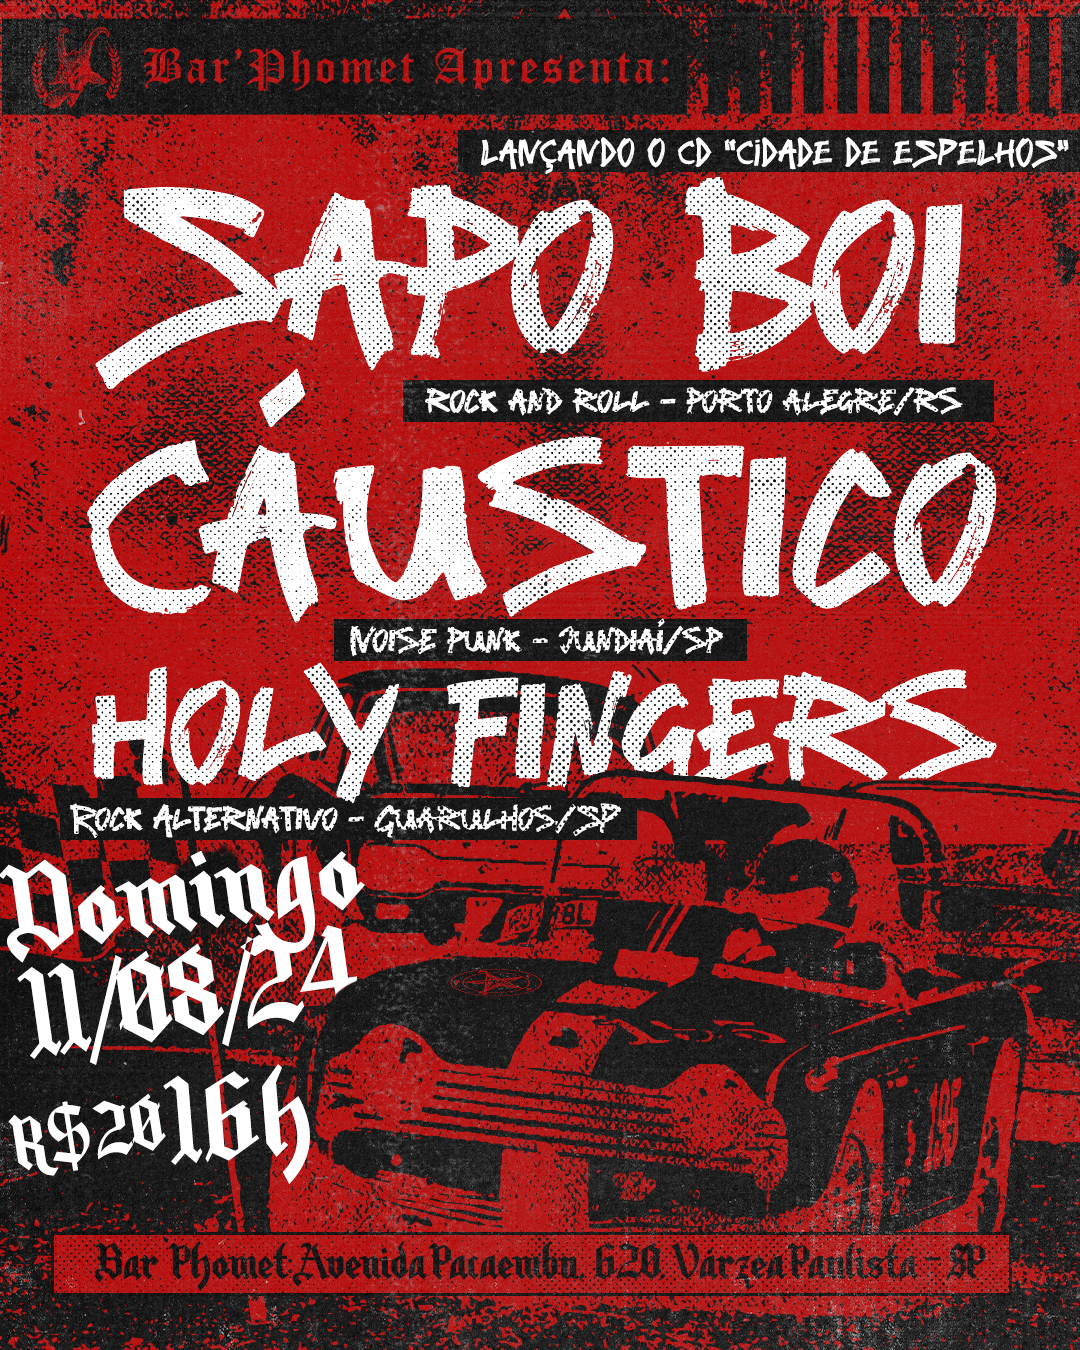 Bar'Phomet Apresenta:
LANÇANDO O CD "CIDADE DE ESPELHOS"
SAPO BOI
ROCK AND ROLL - PORTO ALEGRE/RS
CÁUSTICO
NOISE PUNK - JUNDIAÍ/SP
HOLY FINGERS
ROCK ALTERNATIVO - GUARULHOS/SP
Domingo
11/08/24
R$20 16h
Bar Phomet, Avenida Pacaembu, 620, Várzea Paulista - SP